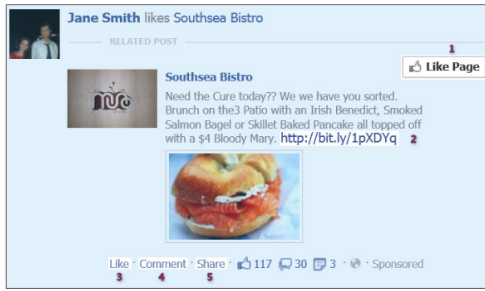 Jane Smith likes Southsea Bistro
RELATED POST
1
Like Page
Southsea Bistro
Need the Cure today?? We we have you sorted.
Brunch on the3 Patio with an Irish Benedict, Smoked
Salmon Bagel or Skillet Baked Pancake all topped off
with a $4 Bloody Mary. http://bit.ly/1pXDYq 2
Like · Comment · Share · 117 30 3 · · Sponsored
3 4 5